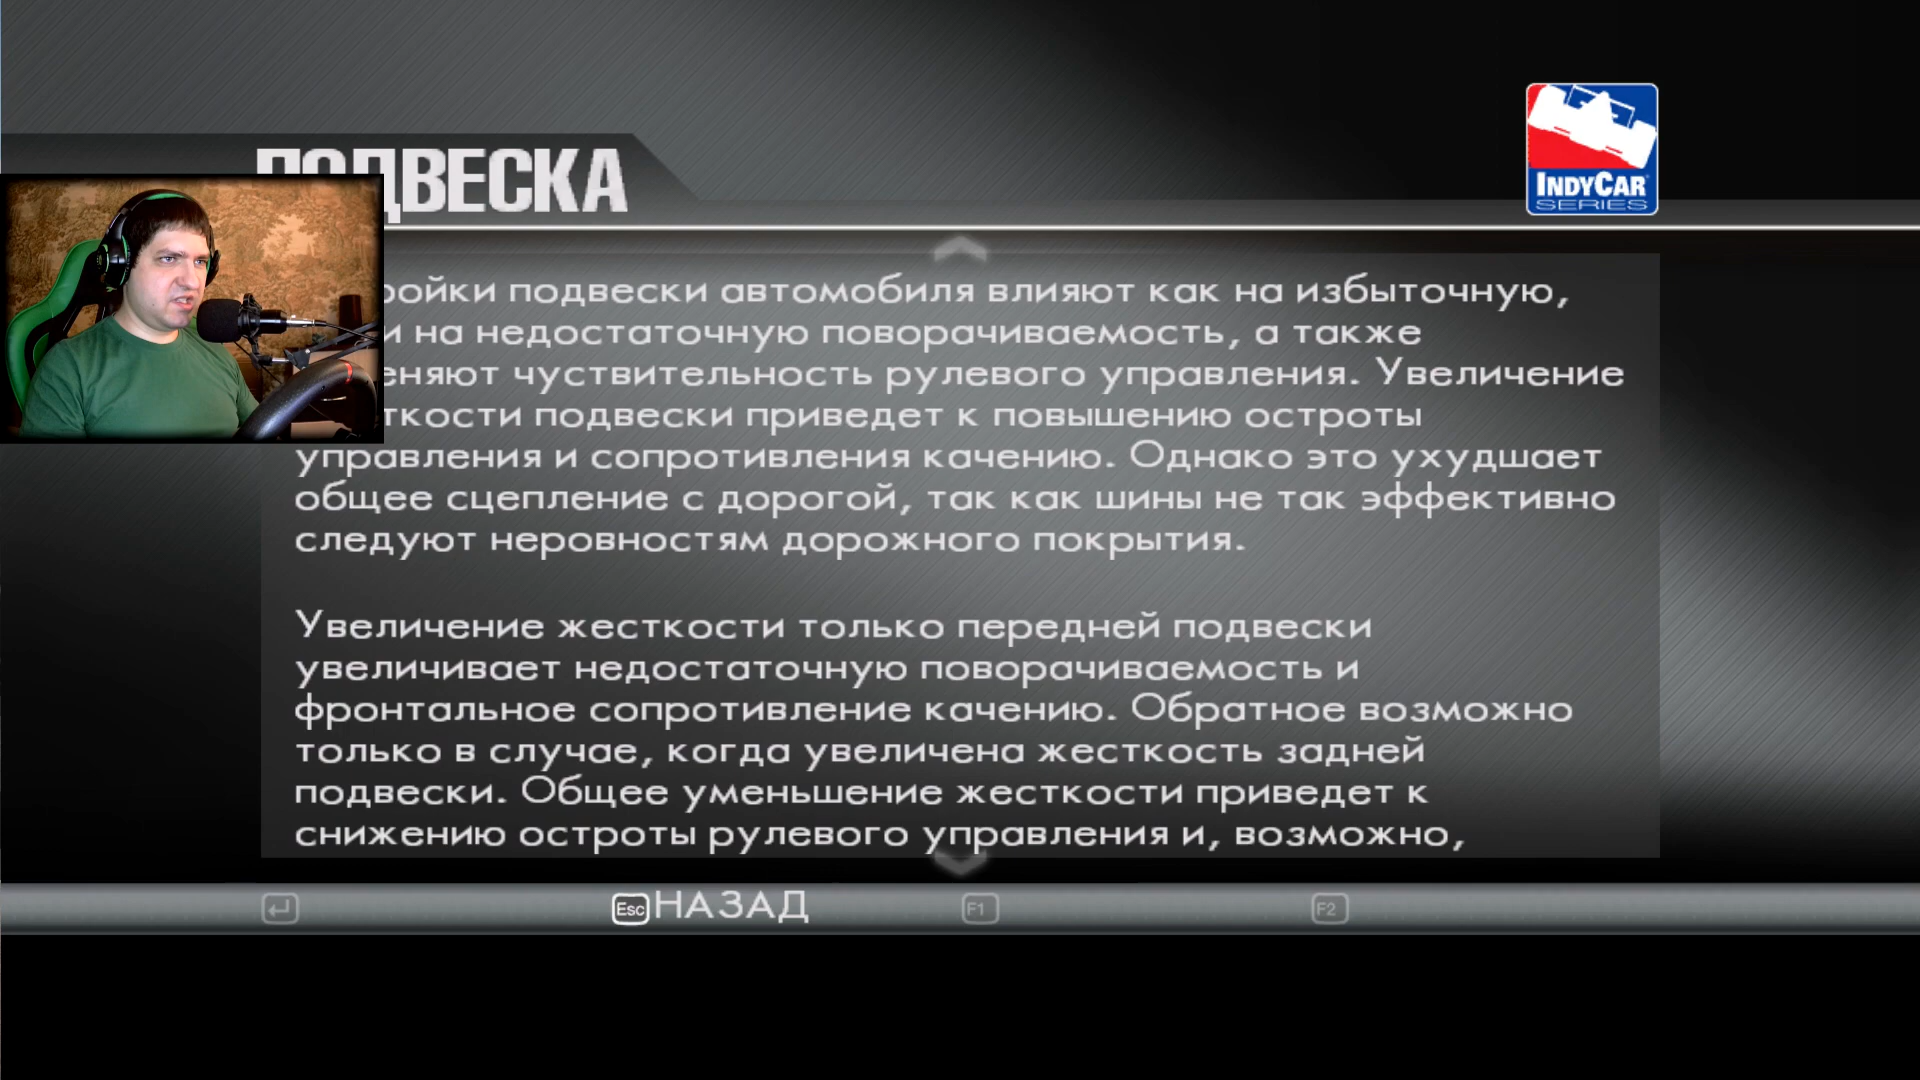 ПОДВЕСКА
INDYCAR
SERIES
ройки подвески автомобиля влияют как на избыточную,
и на недостаточную поворачиваемость, а также
еняют чуствительность рулевого управления. Увеличение
ткости подвески приведет к повышению остроты
управления и сопротивления качению. Однако это ухудшает
общее сцепление с дорогой, так как шины не так эффективно
следуют неровностям дорожного покрытия.
Увеличение жесткости только передней подвески
увеличивает недостаточную поворачиваемость и
фронтальное сопротивление качению. Обратное возможно
только в случае, когда увеличена жесткость задней
подвески. Общее уменьшение жесткости приведет к
снижению остроты рулевого управления и, возможно,
Esc НАЗАД
F1
F2